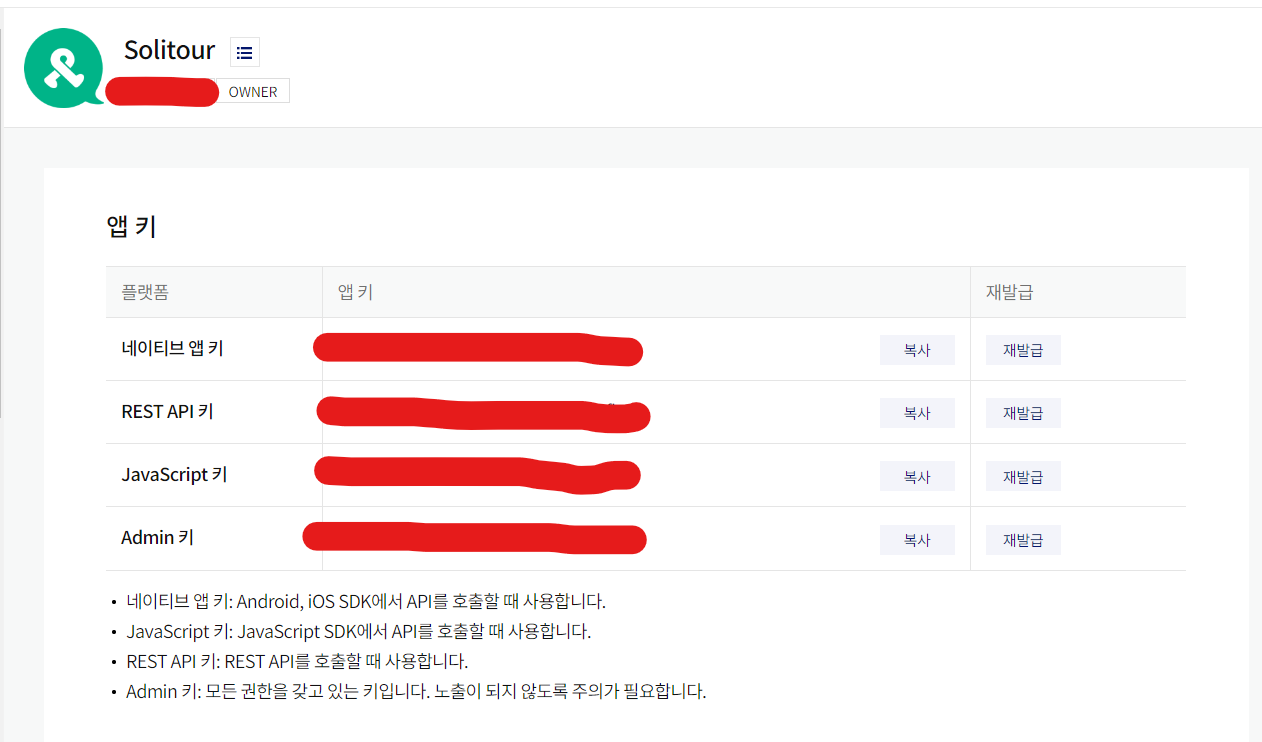 Solitour
OWNER
앱 키
플랫폼 앱 키 재발급
네이티브 앱 키 복사 재발급
REST API 키 복사 재발급
JavaScript 키 복사 재발급
Admin 키 복사 재발급
• 네이티브 앱 키: Android, iOS SDK에서 API를 호출할 때 사용합니다.
• JavaScript 키: JavaScript SDK에서 API를 호출할 때 사용합니다.
• REST API 키: REST API를 호출할 때 사용합니다.
• Admin 키: 모든 권한을 갖고 있는 키입니다. 노출이 되지 않도록 주의가 필요합니다.